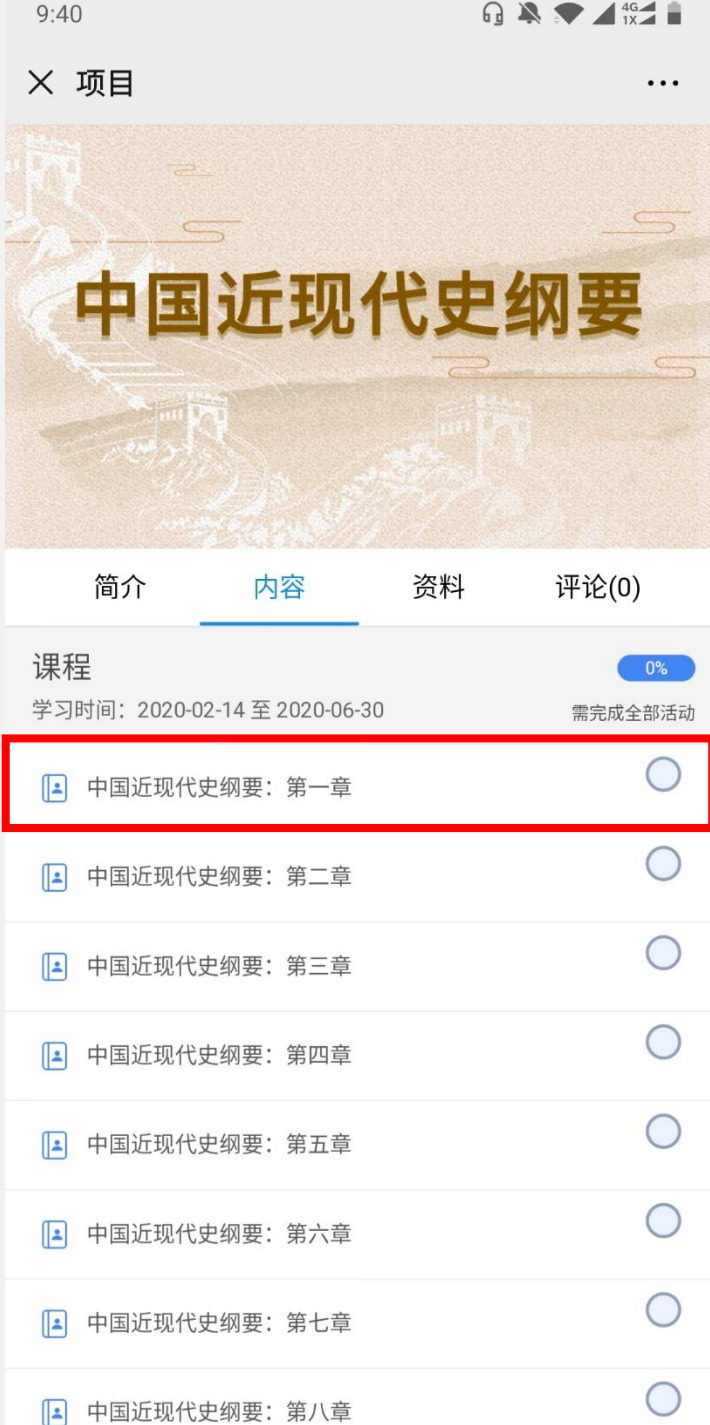 9:40
4G
1X
项目
中国近现代史纲要
简介 内容 资料 评论(0)
课程 0%
学习时间：2020-02-14 至 2020-06-30 需完成全部活动
中国近现代史纲要：第一章
中国近现代史纲要：第二章
中国近现代史纲要：第三章
中国近现代史纲要：第四章
中国近现代史纲要：第五章
中国近现代史纲要：第六章
中国近现代史纲要：第七章
中国近现代史纲要：第八章